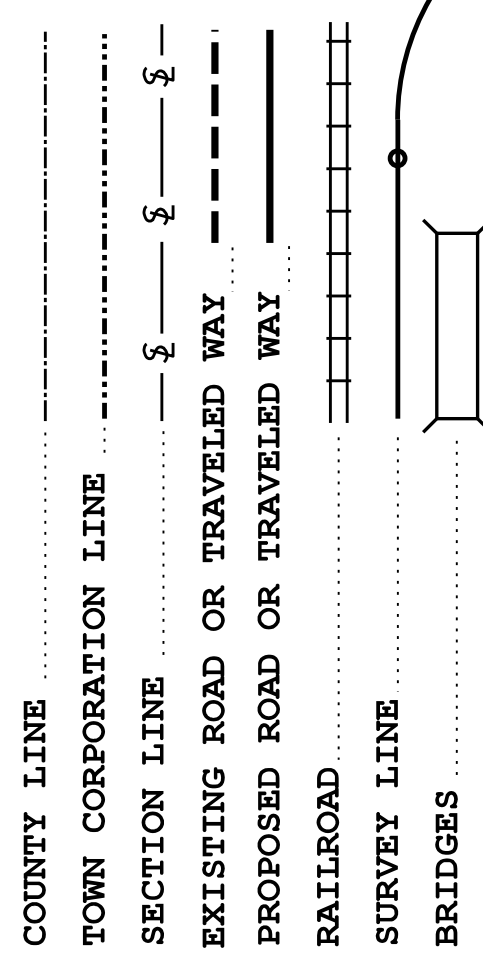 COUNTY LINE
TOWN CORPORATION LINE
SECTION LINE
EXISTING ROAD OR TRAVELED WAY
PROPOSED ROAD OR TRAVELED WAY
RAILROAD
SURVEY LINE
BRIDGES